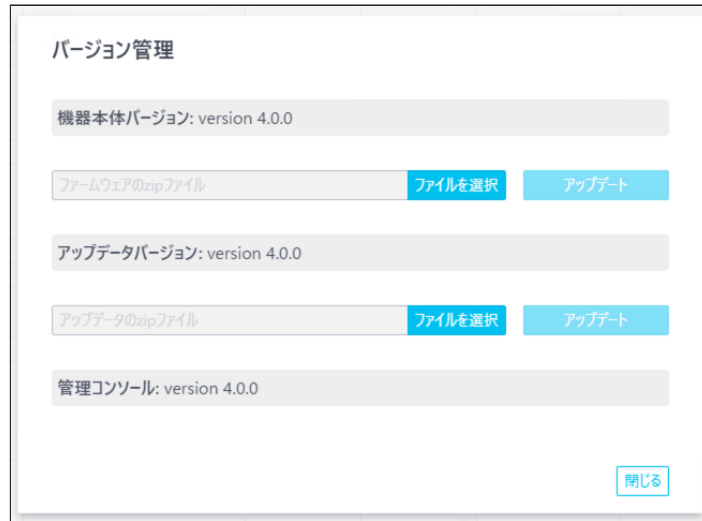 バージョン管理
機器本体バージョン: version 4.0.0
ファームウェアのzipファイル ファイルを選択 アップデート
アップデータバージョン: version 4.0.0
アップデータのzipファイル ファイルを選択 アップデート
管理コンソール: version 4.0.0
閉じる